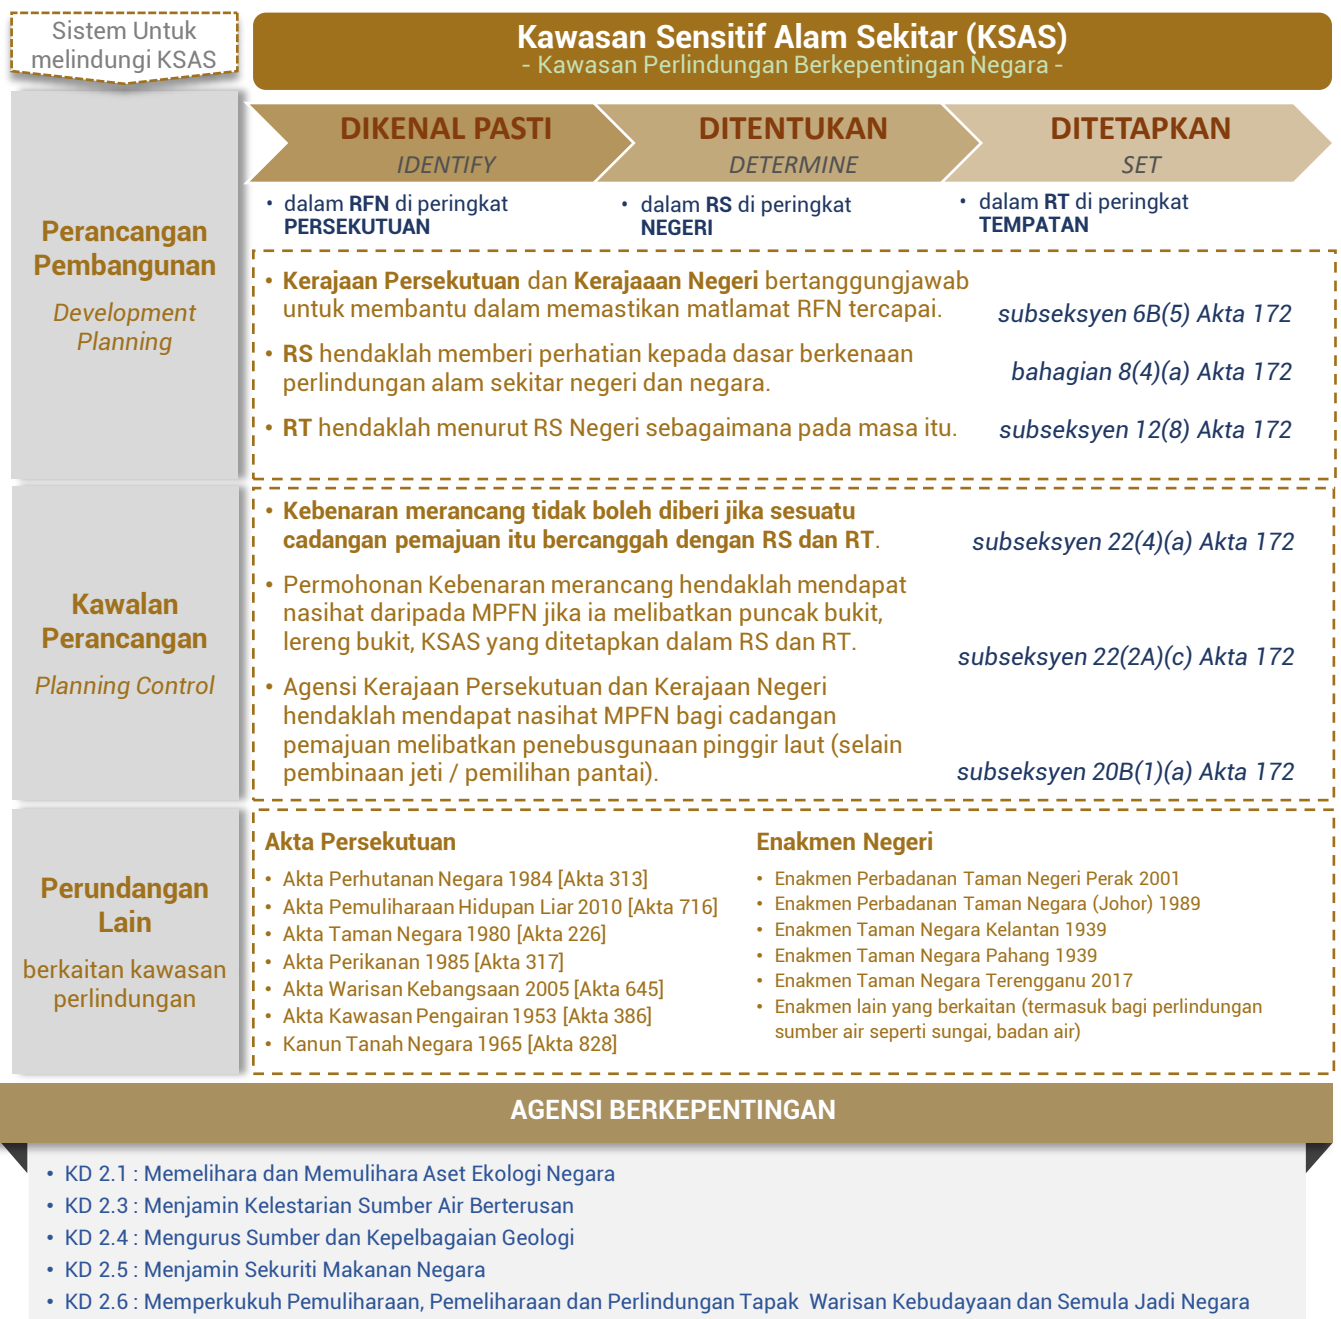 Sistem Untuk
melindungi KSAS
Kawasan Sensitif Alam Sekitar (KSAS)
- Kawasan Perlindungan Berkepentingan Negara -
DIKENAL PASTI
IDENTIFY
DITENTUKAN
DETERMINE
DITETAPKAN
SET
• dalam RFN di peringkat
PERSEKUTUAN
• dalam RS di peringkat
NEGERI
• dalam RT di peringkat
TEMPATAN
Perancangan
Pembangunan
Development
Planning
• Kerajaan Persekutuan dan Kerajaaan Negeri bertanggungjawab
untuk membantu dalam memastikan matlamat RFN tercapai.
subseksyen 6B(5) Akta 172
• RS hendaklah memberi perhatian kepada dasar berkenaan
perlindungan alam sekitar negeri dan negara.
bahagian 8(4)(a) Akta 172
• RT hendaklah menurut RS Negeri sebagaimana pada masa itu.
subseksyen 12(8) Akta 172
Kawalan
Perancangan
Planning Control
• Kebenaran merancang tidak boleh diberi jika sesuatu
cadangan pemajuan itu bercanggah dengan RS dan RT.
subseksyen 22(4)(a) Akta 172
• Permohonan Kebenaran merancang hendaklah mendapat
nasihat daripada MPFN jika ia melibatkan puncak bukit,
lereng bukit, KSAS yang ditetapkan dalam RS dan RT.
subseksyen 22(2A)(c) Akta 172
• Agensi Kerajaan Persekutuan dan Kerajaan Negeri
hendaklah mendapat nasihat MPFN bagi cadangan
pemajuan melibatkan penebusgunaan pinggir laut (selain
pembinaan jeti / pemilihan pantai).
subseksyen 20B(1)(a) Akta 172
Perundangan
Lain
berkaitan kawasan
perlindungan
Akta Persekutuan
• Akta Perhutanan Negara 1984 [Akta 313]
• Akta Pemuliharaan Hidupan Liar 2010 [Akta 716]
• Akta Taman Negara 1980 [Akta 226]
• Akta Perikanan 1985 [Akta 317]
• Akta Warisan Kebangsaan 2005 [Akta 645]
• Akta Kawasan Pengairan 1953 [Akta 386]
• Kanun Tanah Negara 1965 [Akta 828]
Enakmen Negeri
• Enakmen Perbadanan Taman Negeri Perak 2001
• Enakmen Perbadanan Taman Negara (Johor) 1989
• Enakmen Taman Negara Kelantan 1939
• Enakmen Taman Negara Pahang 1939
• Enakmen Taman Negara Terengganu 2017
• Enakmen lain yang berkaitan (termasuk bagi perlindungan
sumber air seperti sungai, badan air)
AGENSI BERKEPENTINGAN
• KD 2.1 : Memelihara dan Memulihara Aset Ekologi Negara
• KD 2.3 : Menjamin Kelestarian Sumber Air Berterusan
• KD 2.4 : Mengurus Sumber dan Kepelbagaian Geologi
• KD 2.5 : Menjamin Sekuriti Makanan Negara
• KD 2.6 : Memperkukuh Pemuliharaan, Pemeliharaan dan Perlindungan Tapak Warisan Kebudayaan dan Semula Jadi Negara